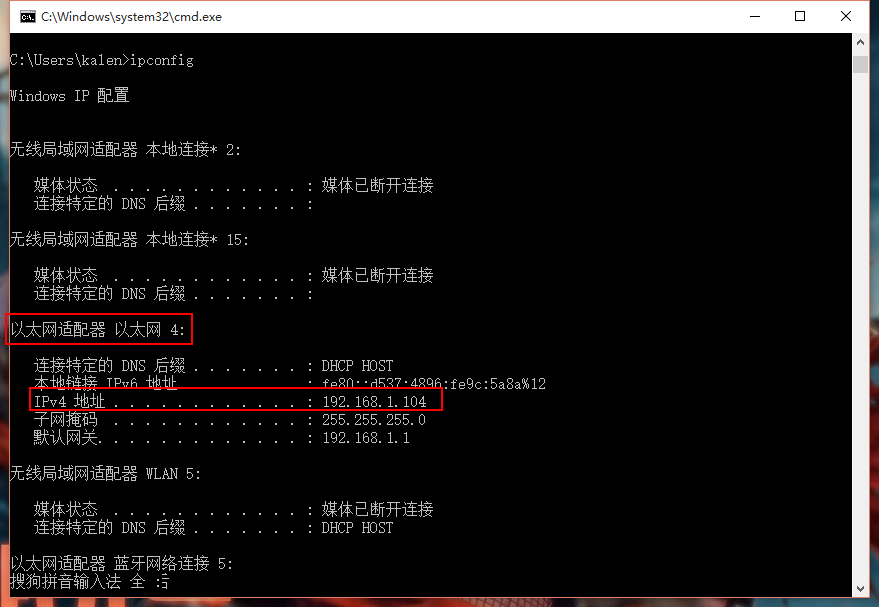 C:\Windows\system32\cmd.exe
C:\Users\kalen>ipconfig
Windows IP 配置
无线局域网适配器 本地连接* 2:
媒体状态 . . . . . . . . . . . . : 媒体已断开连接
连接特定的 DNS 后缀 . . . . . . . :
无线局域网适配器 本地连接* 15:
媒体状态 . . . . . . . . . . . . : 媒体已断开连接
连接特定的 DNS 后缀 . . . . . . . :
以太网适配器 以太网 4:
连接特定的 DNS 后缀 . . . . . . . : DHCP HOST
本地链接 IPv6 地址. . . . . . . . : fe80::d537:4896:fe9c:5a8a%12
IPv4 地址 . . . . . . . . . . . . : 192.168.1.104
子网掩码 . . . . . . . . . . . . : 255.255.255.0
默认网关. . . . . . . . . . . . . : 192.168.1.1
无线局域网适配器 WLAN 5:
媒体状态 . . . . . . . . . . . . : 媒体已断开连接
连接特定的 DNS 后缀 . . . . . . . : DHCP HOST
以太网适配器 蓝牙网络连接 5:
搜狗拼音输入法 全 :